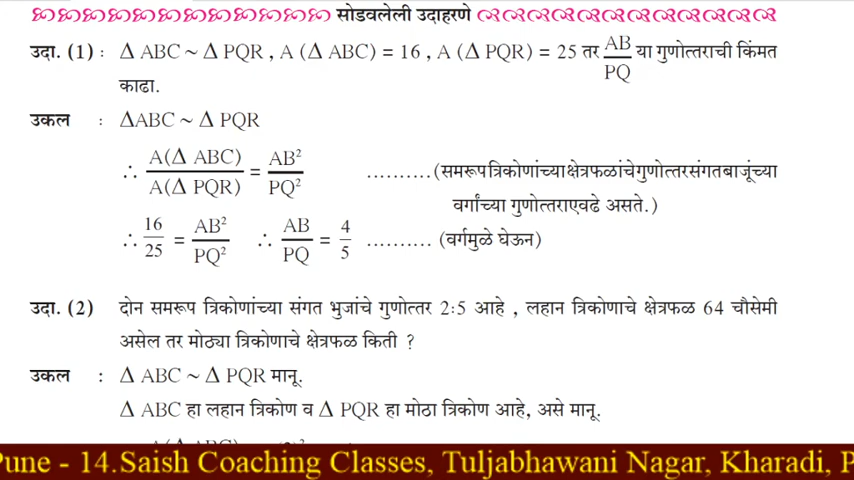 सोडवलेली उदाहरणे
उदा. (1) : Δ ABC ~ Δ PQR , A (Δ ABC) = 16 , A (Δ PQR) = 25 तर AB/PQ या गुणोत्तराची किंमत
काढा.
उकल : ΔABC ~ Δ PQR
∴ A(Δ ABC)/A(Δ PQR) = AB²/PQ² ..........(समरूप त्रिकोणांच्या क्षेत्रफळांचे गुणोत्तर संगत बाजूंच्या
वर्गांच्या गुणोत्तराएवढे असते.)
∴ 16/25 = AB²/PQ² ∴ AB/PQ = 4/5 .......... (वर्गमुळे घेऊन)
उदा. (2) दोन समरूप त्रिकोणांच्या संगत भुजांचे गुणोत्तर 2:5 आहे , लहान त्रिकोणाचे क्षेत्रफळ 64 चौसेमी
असेल तर मोठ्या त्रिकोणाचे क्षेत्रफळ किती ?
उकल : Δ ABC ~ Δ PQR मानू.
Δ ABC हा लहान त्रिकोण व Δ PQR हा मोठा त्रिकोण आहे, असे मानू.
Pune - 14.Saish Coaching Classes, Tuljabhawani Nagar, Kharadi, P